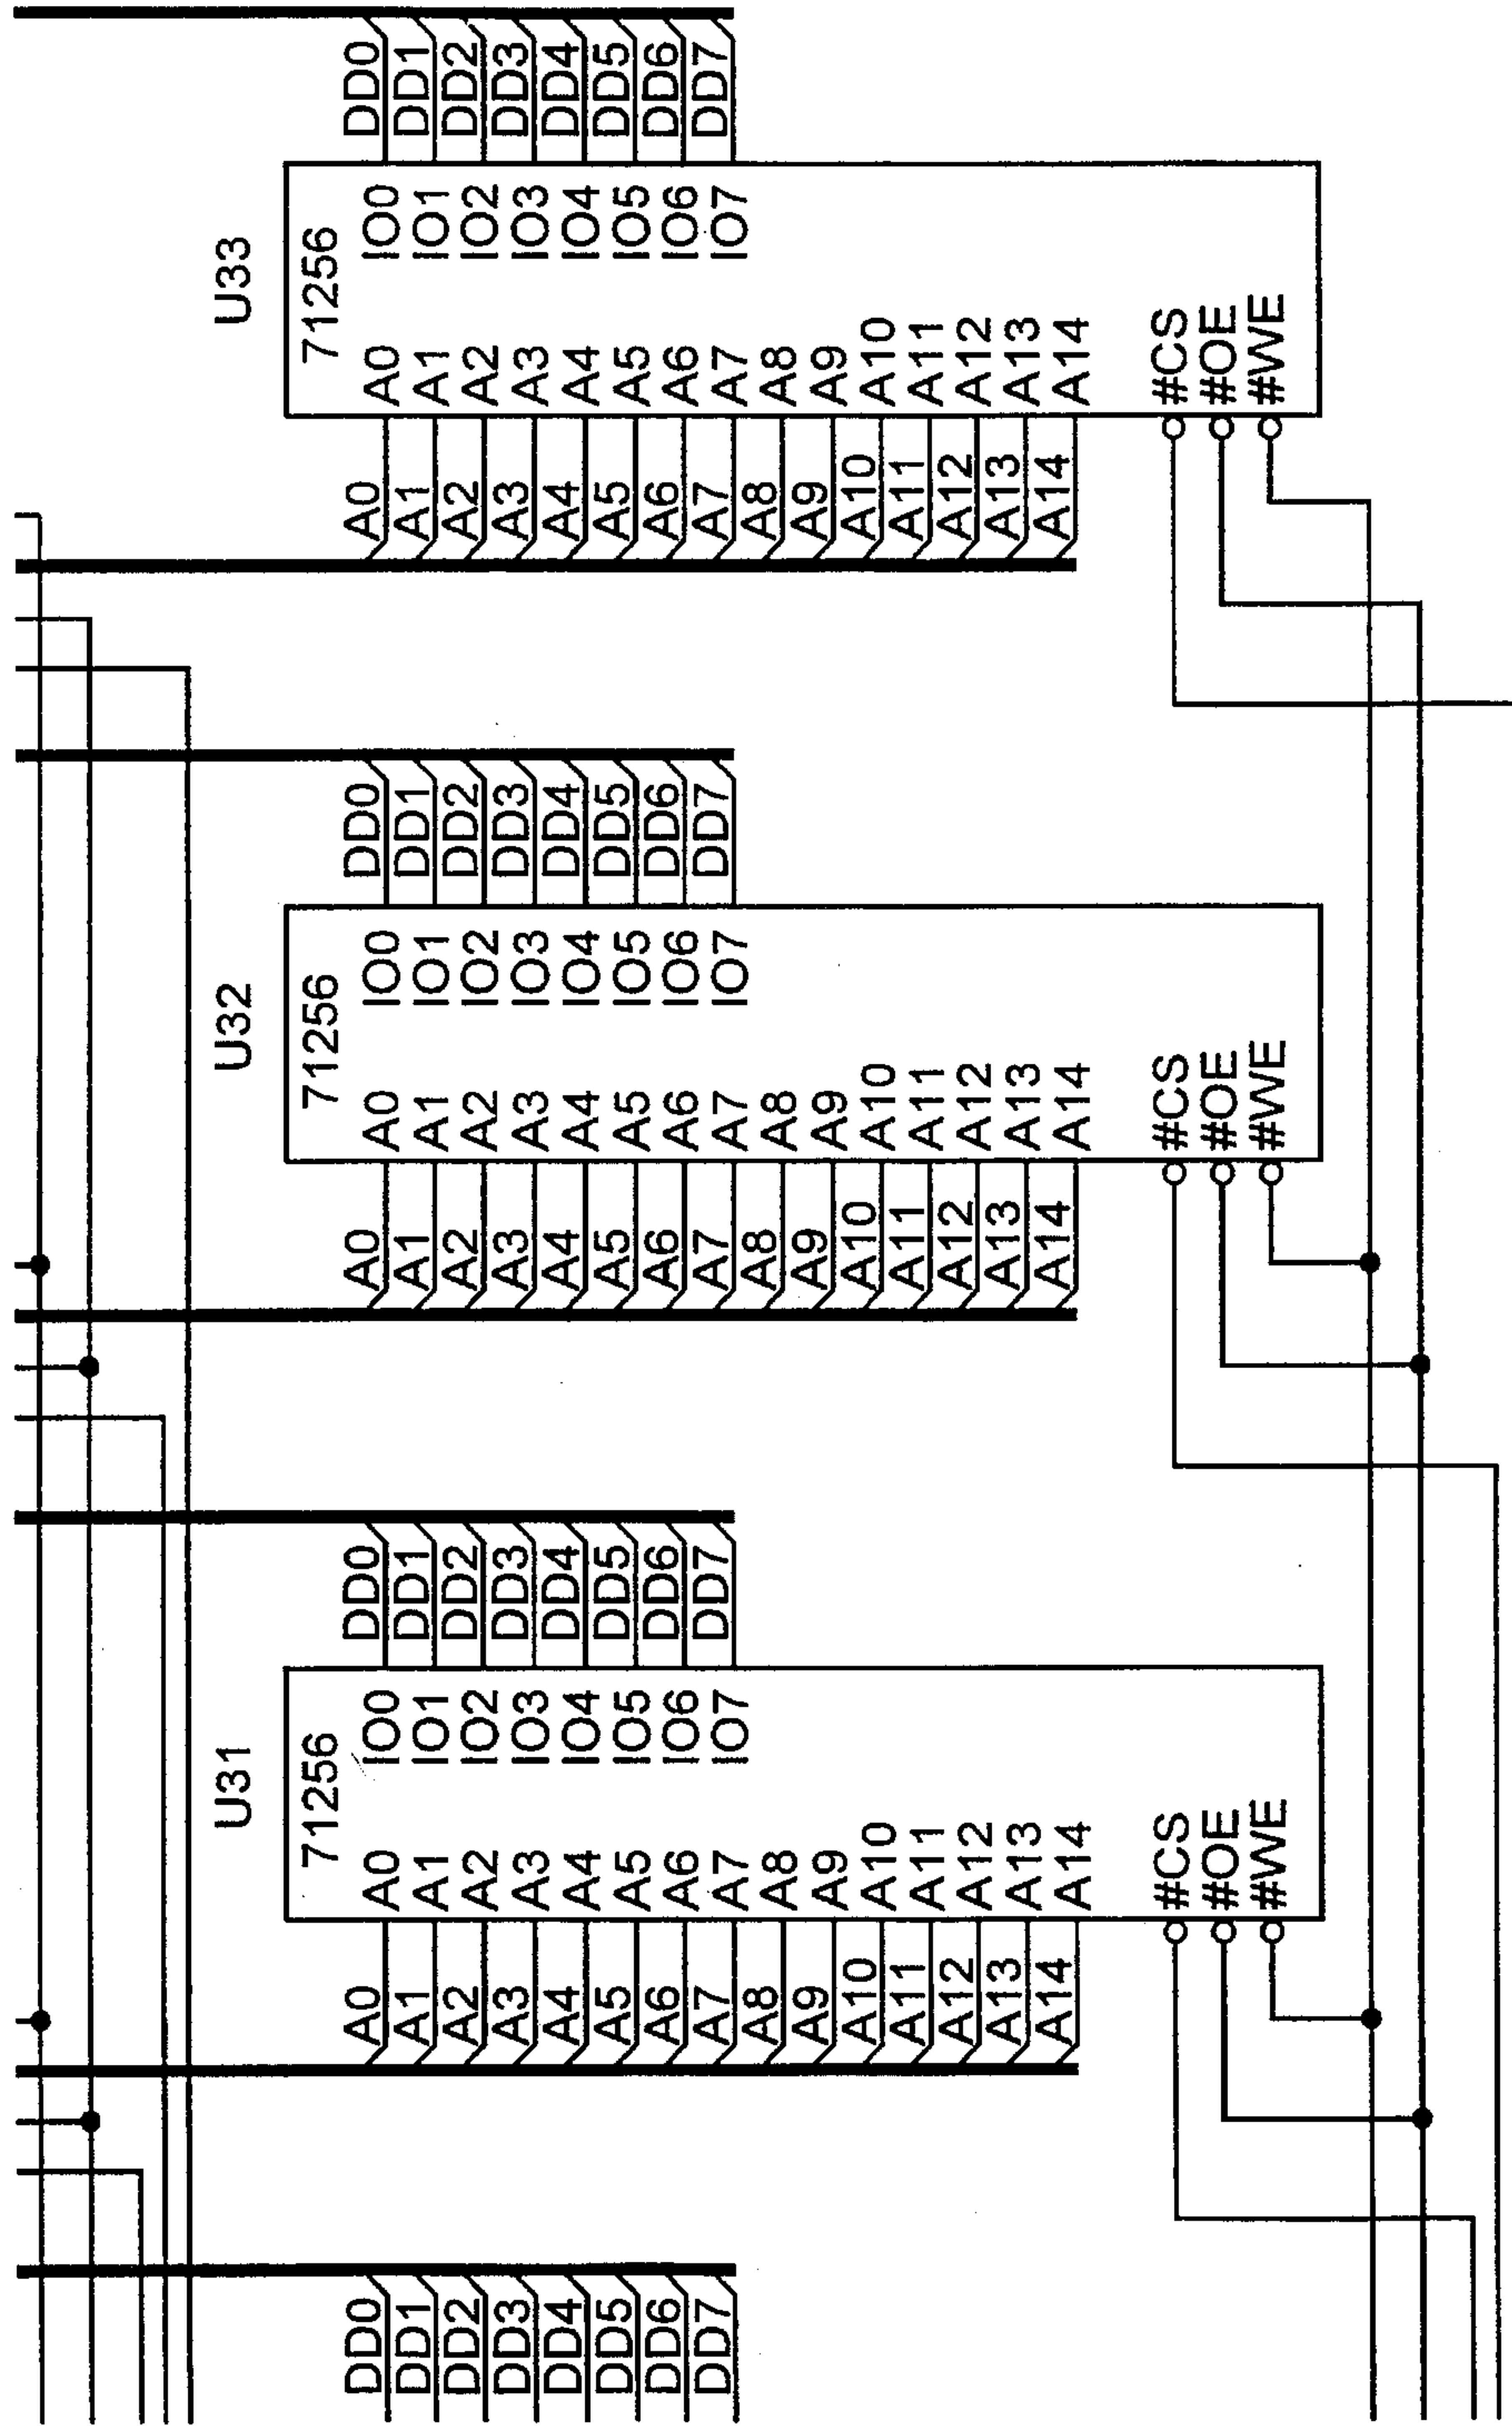 U31 U32 U33
71256 71256 71256
DD0 A0 A0 IO0 DD0 A0 A0 IO0 DD0 A0 A0 IO0 DD0
DD1 A1 A1 IO1 DD1 A1 A1 IO1 DD1 A1 A1 IO1 DD1
DD2 A2 A2 IO2 DD2 A2 A2 IO2 DD2 A2 A2 IO2 DD2
DD3 A3 A3 IO3 DD3 A3 A3 IO3 DD3 A3 A3 IO3 DD3
DD4 A4 A4 IO4 DD4 A4 A4 IO4 DD4 A4 A4 IO4 DD4
DD5 A5 A5 IO5 DD5 A5 A5 IO5 DD5 A5 A5 IO5 DD5
DD6 A6 A6 IO6 DD6 A6 A6 IO6 DD6 A6 A6 IO6 DD6
DD7 A7 A7 IO7 DD7 A7 A7 IO7 DD7 A7 A7 IO7 DD7
A8 A8 A8 A8 A8 A8
A9 A9 A9 A9 A9 A9
A10 A10 A10 A10 A10 A10
A11 A11 A11 A11 A11 A11
A12 A12 A12 A12 A12 A12
A13 A13 A13 A13 A13 A13
A14 A14 A14 A14 A14 A14
#CS #CS #CS
#OE #OE #OE
#WE #WE #WE